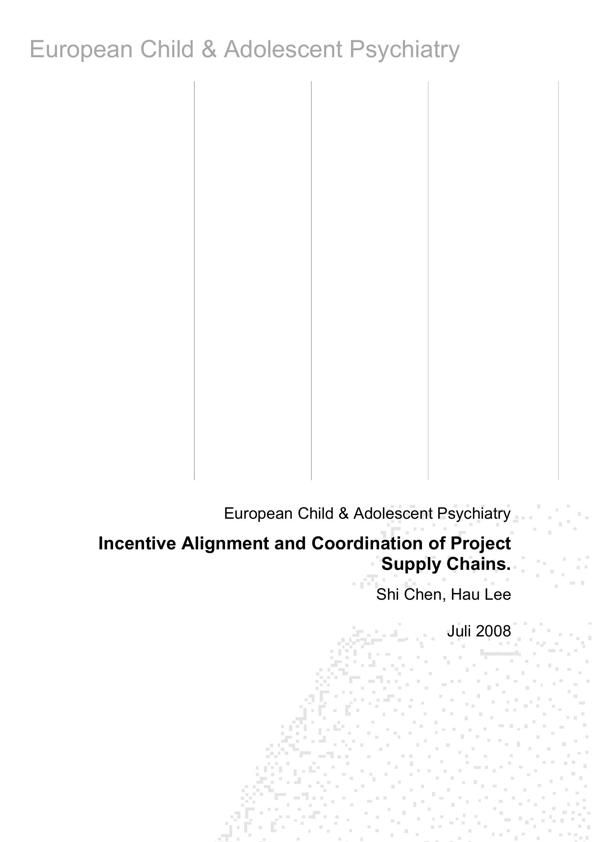 European Child & Adolescent Psychiatry
European Child & Adolescent Psychiatry
Incentive Alignment and Coordination of Project
Supply Chains.
Shi Chen, Hau Lee
Juli 2008